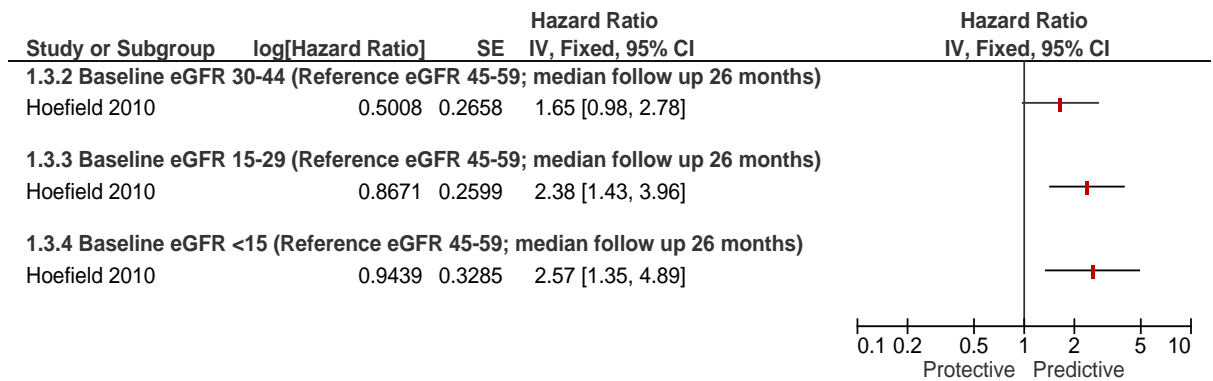 Hazard Ratio Hazard Ratio
Study or Subgroup log[Hazard Ratio] SE IV, Fixed, 95% CI IV, Fixed, 95% CI
1.3.2 Baseline eGFR 30-44 (Reference eGFR 45-59; median follow up 26 months)
Hoefield 2010 0.5008 0.2658 1.65 [0.98, 2.78]
1.3.3 Baseline eGFR 15-29 (Reference eGFR 45-59; median follow up 26 months)
Hoefield 2010 0.8671 0.2599 2.38 [1.43, 3.96]
1.3.4 Baseline eGFR <15 (Reference eGFR 45-59; median follow up 26 months)
Hoefield 2010 0.9439 0.3285 2.57 [1.35, 4.89]
0.1 0.2 0.5 1 2 5 10
Protective Predictive